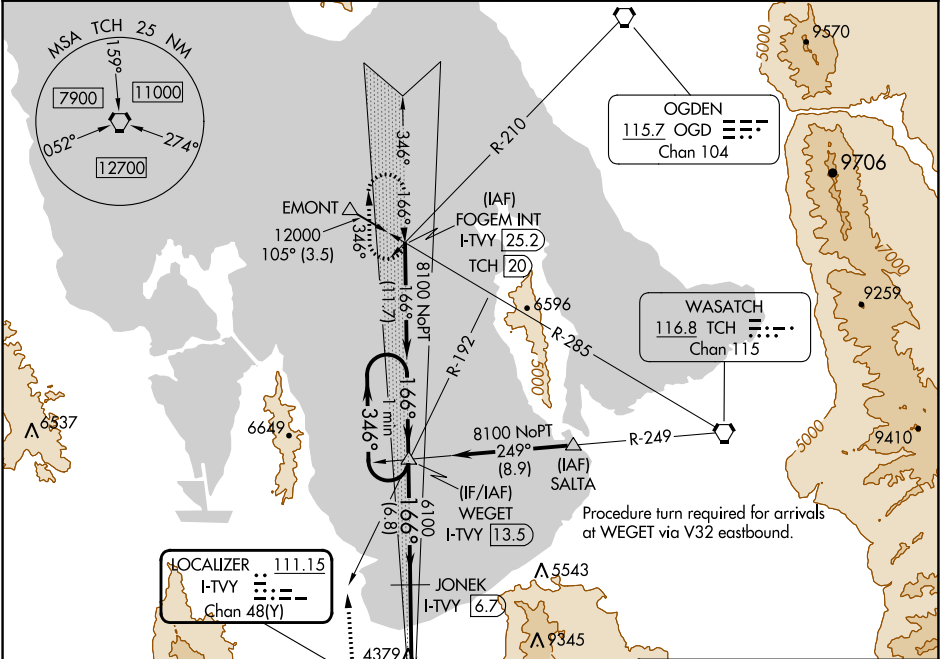 MSA TCH 25 NM
159°
7900
11000
052°
274°
12700
9570
5000
OGDEN
115.7 OGD
Chan 104
R-210
346°
9706
166°
(IAF)
FOGEM INT
I-TVY 25.2
TCH 20
EMONT
12000
105° (3.5)
346°
7000
8100 NoPT
166°
(11.7)
6596
9259
WASATCH
116.8 TCH
Chan 115
R-285
R-192
5000
166°
1 min
346°
6537
6649
8100 NoPT
249°
(8.9)
R-249
(IAF)
SALTA
5000
9410
(IF/IAF)
WEGET
I-TVY 13.5
6100
166°
(6.8)
Procedure turn required for arrivals
at WEGET via V32 eastbound.
LOCALIZER 111.15
I-TVY
Chan 48(Y)
JONEK
I-TVY 6.7
5543
9345
4379